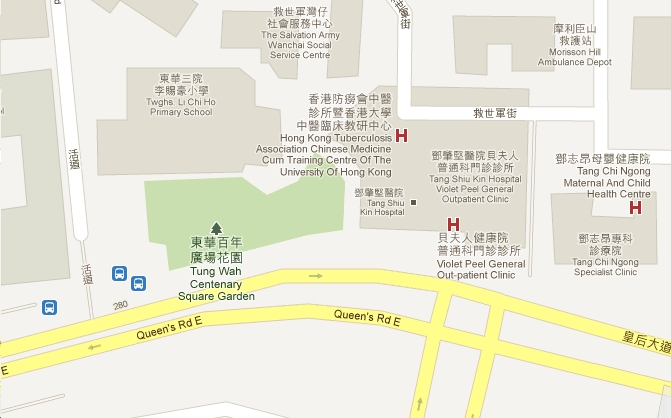 救世軍灣仔
社會服務中心
The Salvation Army
Wanchai Social
Service Centre
摩利臣山
救護站
Morrison Hill
Ambulance Depot
東華三院
李賜豪小學
Twghs. Li Chi Ho
Primary School
香港防癆會中醫
診所暨香港大學
中醫臨床教研中心
Hong Kong Tuberculosis
Association Chinese Medicine
Cum Training Centre Of The
University Of Hong Kong
H
救世軍街
活道
鄧肇堅醫院貝夫人
普通科門診診所
Tang Shiu Kin Hospital
Violet Peel General
Outpatient Clinic
鄧志昂母嬰健康院
Tang Chi Ngong
Maternal And Child
Health Centre
H
鄧肇堅醫院
Tang Shiu
Kin Hospital
H
貝夫人健康院
普通科門診診所
Violet Peel General
Out-patient Clinic
鄧志昂專科
診療院
Tang Chi Ngong
Specialist Clinic
東華百年
廣場花園
Tung Wah
Centenary
Square Garden
活道
280
Queen's Rd E
Queen's Rd E
皇后大道
E